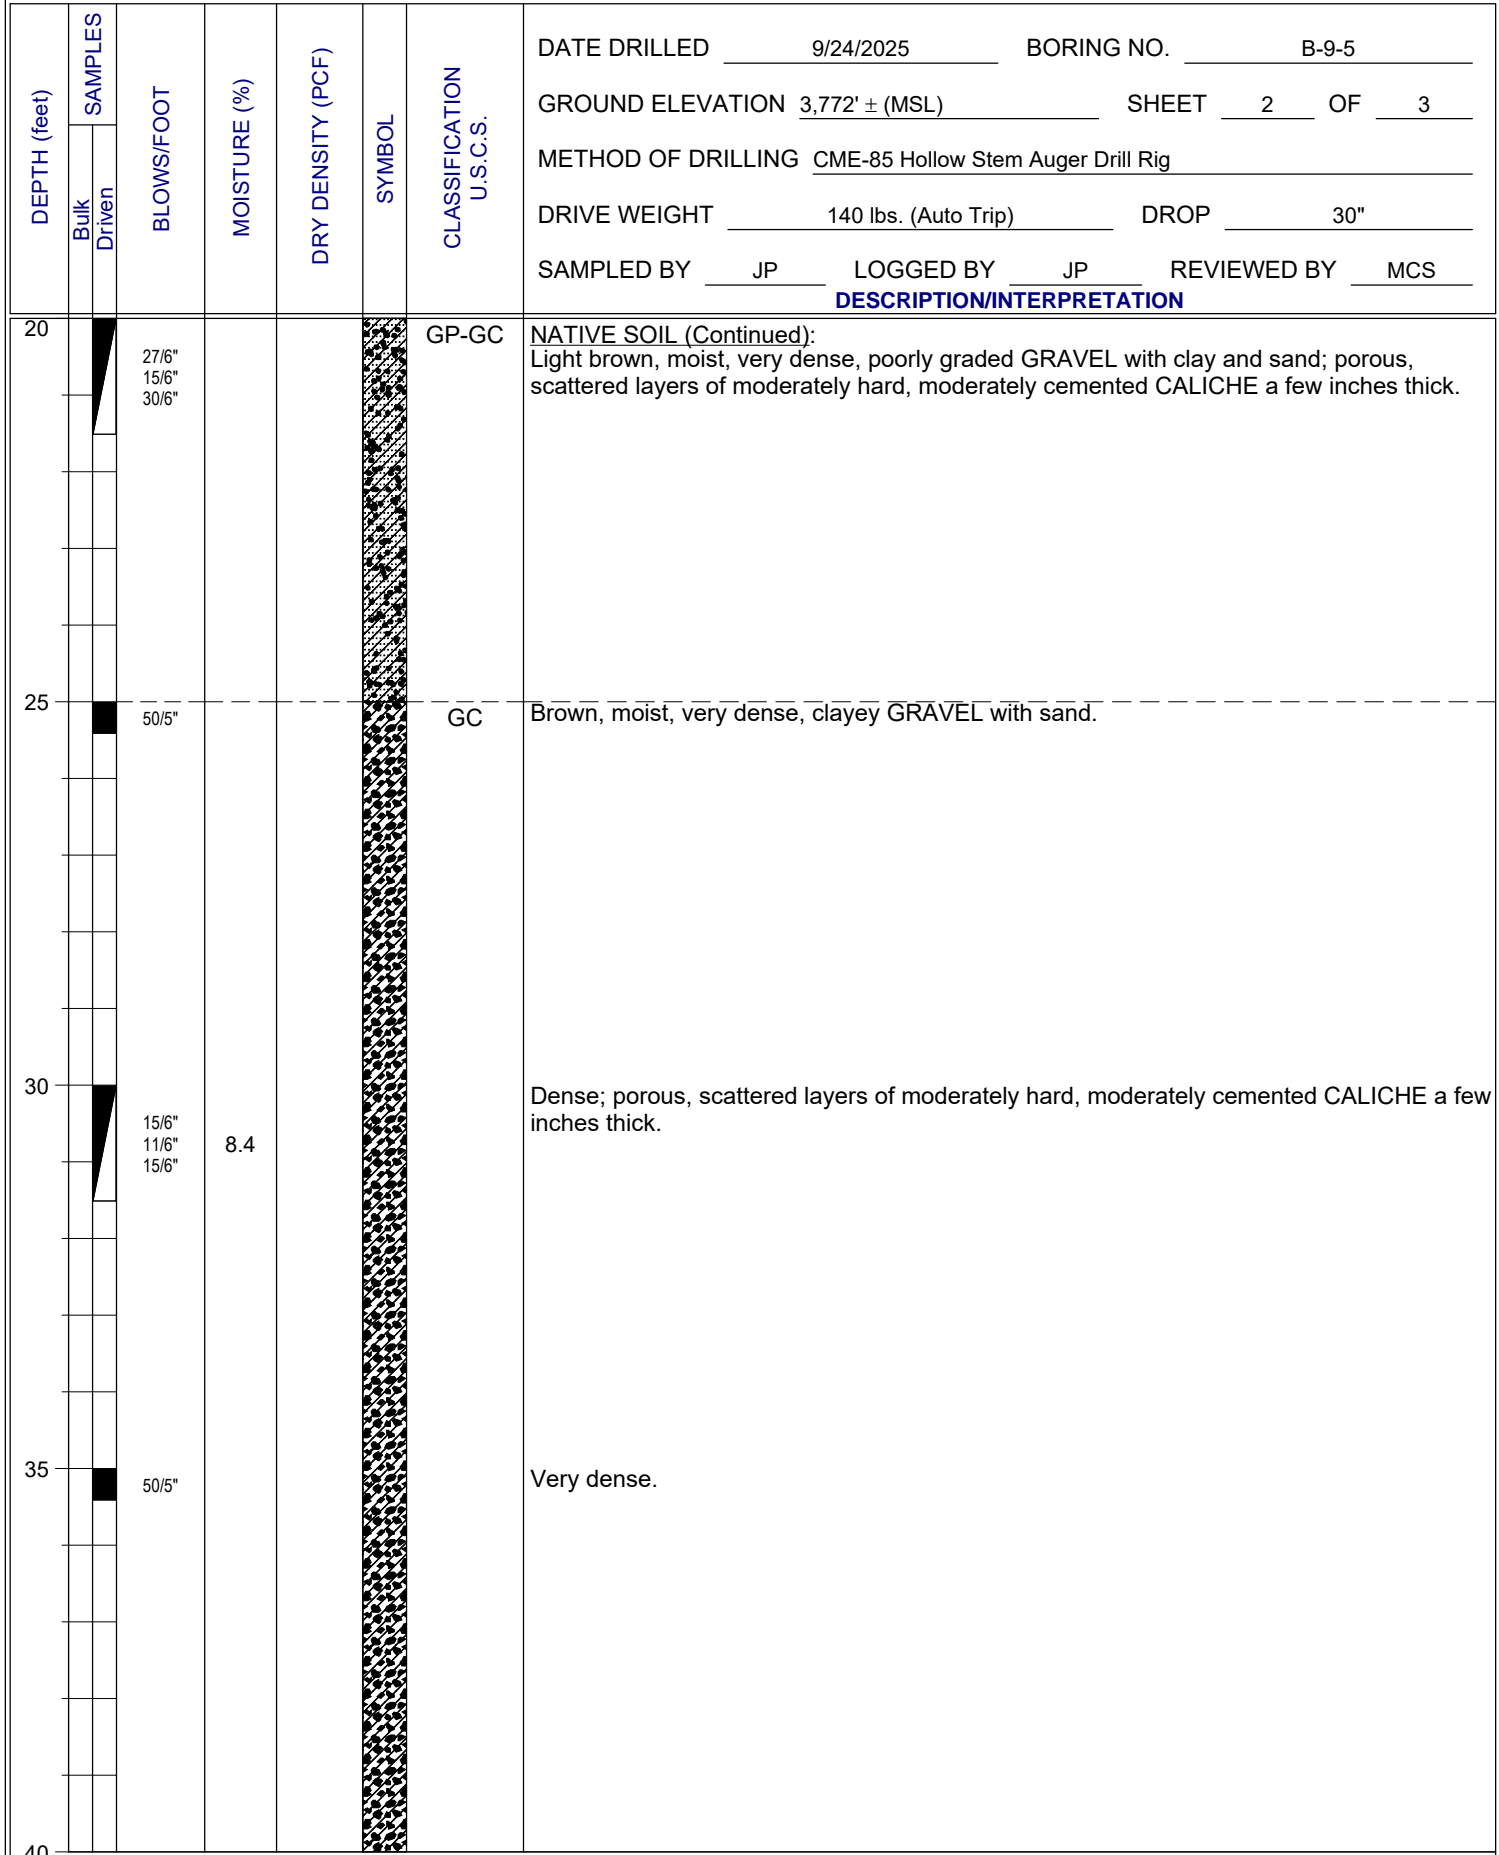 DEPTH (feet)
SAMPLES
Bulk
Driven
BLOWS/FOOT
MOISTURE (%)
DRY DENSITY (PCF)
SYMBOL
CLASSIFICATION
U.S.C.S.
DATE DRILLED 9/24/2025 BORING NO. B-9-5
GROUND ELEVATION 3,772' ± (MSL) SHEET 2 OF 3
METHOD OF DRILLING CME-85 Hollow Stem Auger Drill Rig
DRIVE WEIGHT 140 lbs. (Auto Trip) DROP 30"
SAMPLED BY JP LOGGED BY JP REVIEWED BY MCS
DESCRIPTION/INTERPRETATION
20
27/6"
15/6"
30/6"
GP-GC
NATIVE SOIL (Continued):
Light brown, moist, very dense, poorly graded GRAVEL with clay and sand; porous,
scattered layers of moderately hard, moderately cemented CALICHE a few inches thick.
25
50/5"
GC
Brown, moist, very dense, clayey GRAVEL with sand.
30
15/6"
11/6"
15/6"
8.4
Dense; porous, scattered layers of moderately hard, moderately cemented CALICHE a few
inches thick.
35
50/5"
Very dense.
40